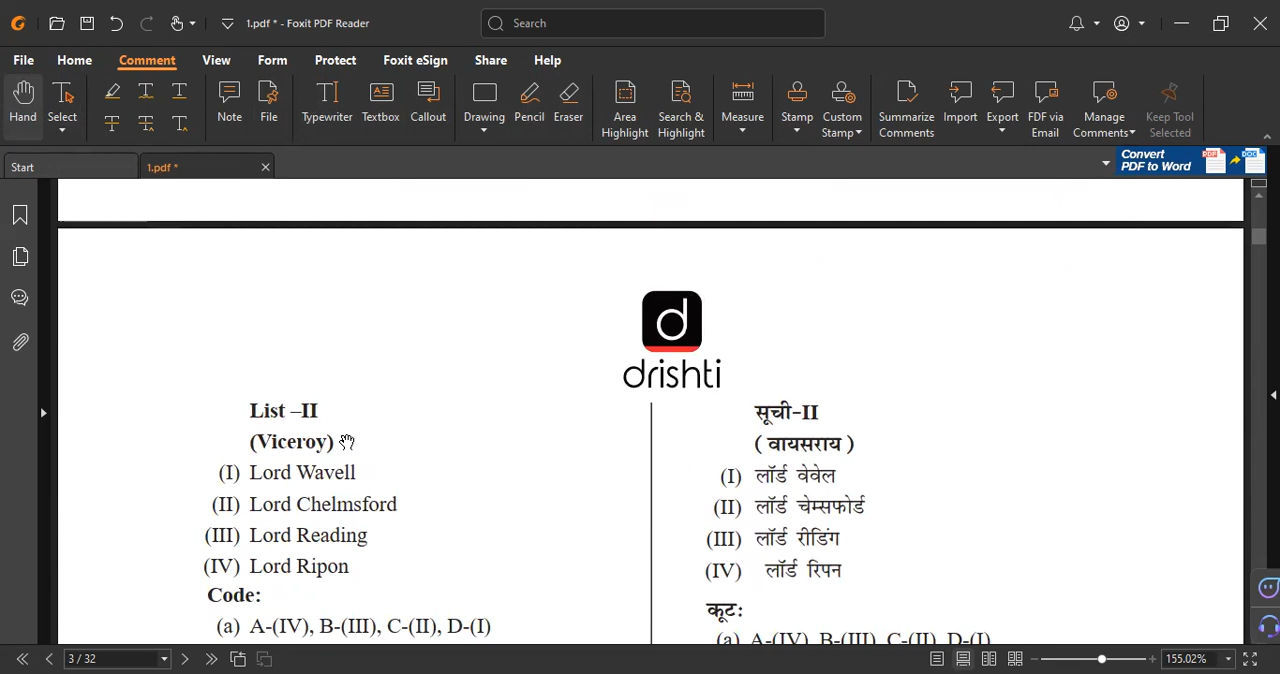 1.pdf * - Foxit PDF Reader
Search
File Home Comment View Form Protect Foxit eSign Share Help
Hand Select Note File Typewriter Textbox Callout Drawing Pencil Eraser Area Highlight Search & Highlight Measure Stamp Custom Stamp Summarize Comments Import Export FDF via Email Manage Comments Keep Tool Selected
Start 1.pdf *
Convert
PDF to Word
drishti
List –II
(Viceroy)
(I) Lord Wavell
(II) Lord Chelmsford
(III) Lord Reading
(IV) Lord Ripon
Code:
(a) A-(IV), B-(III), C-(II), D-(I)
सूची-II
( वायसराय )
(I) लॉर्ड वेवेल
(II) लॉर्ड चेम्सफोर्ड
(III) लॉर्ड रीडिंग
(IV) लॉर्ड रिपन
कूटः
(a) A-(IV), B-(III), C-(II), D-(I)
3 / 32
155.02%